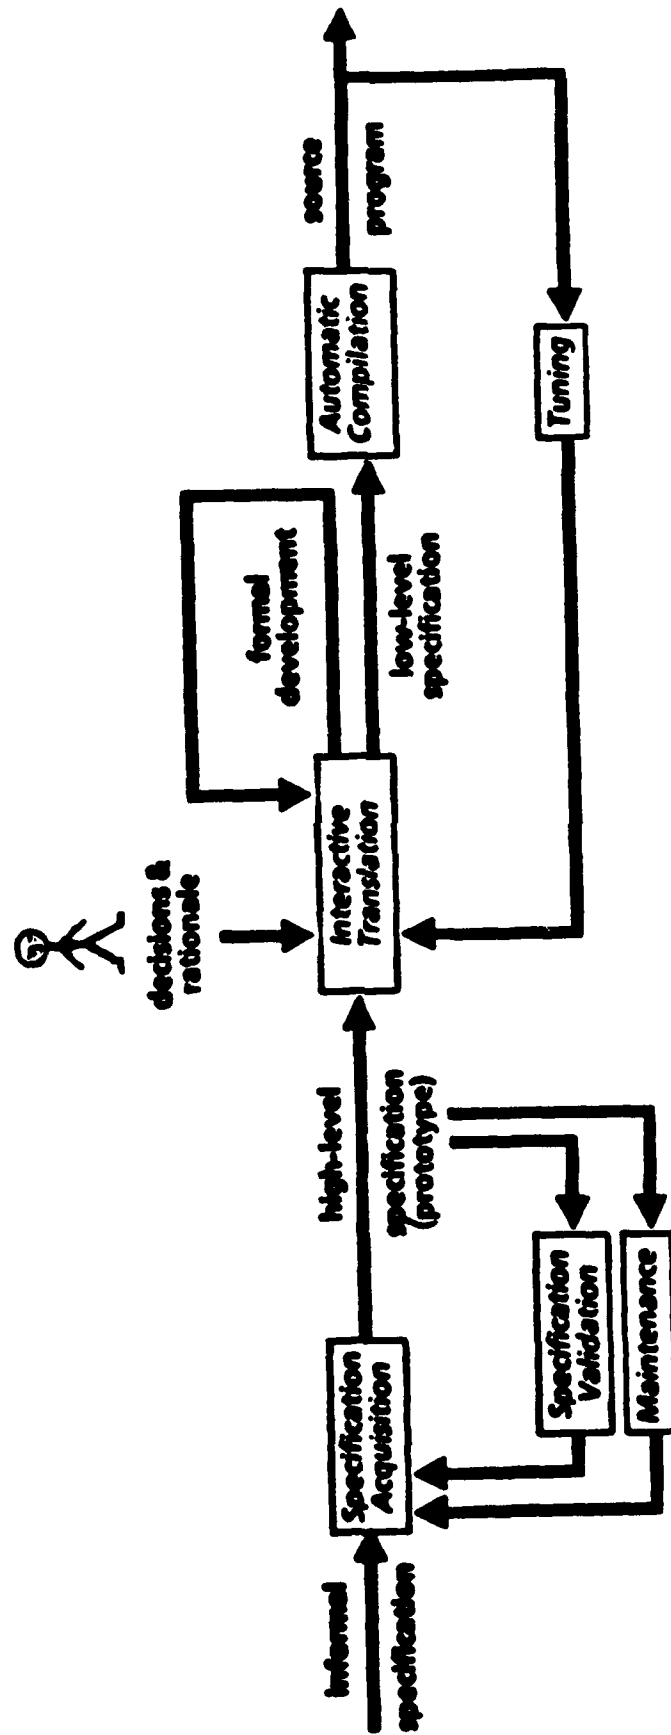 decisions &
rationale
formal
development
informal
specification
Specification
Acquisition
high-level
specification
(prototype)
Interactive
Translation
low-level
specification
Automatic
Compilation
source
program
Specification
Validation
Maintenance
Tuning